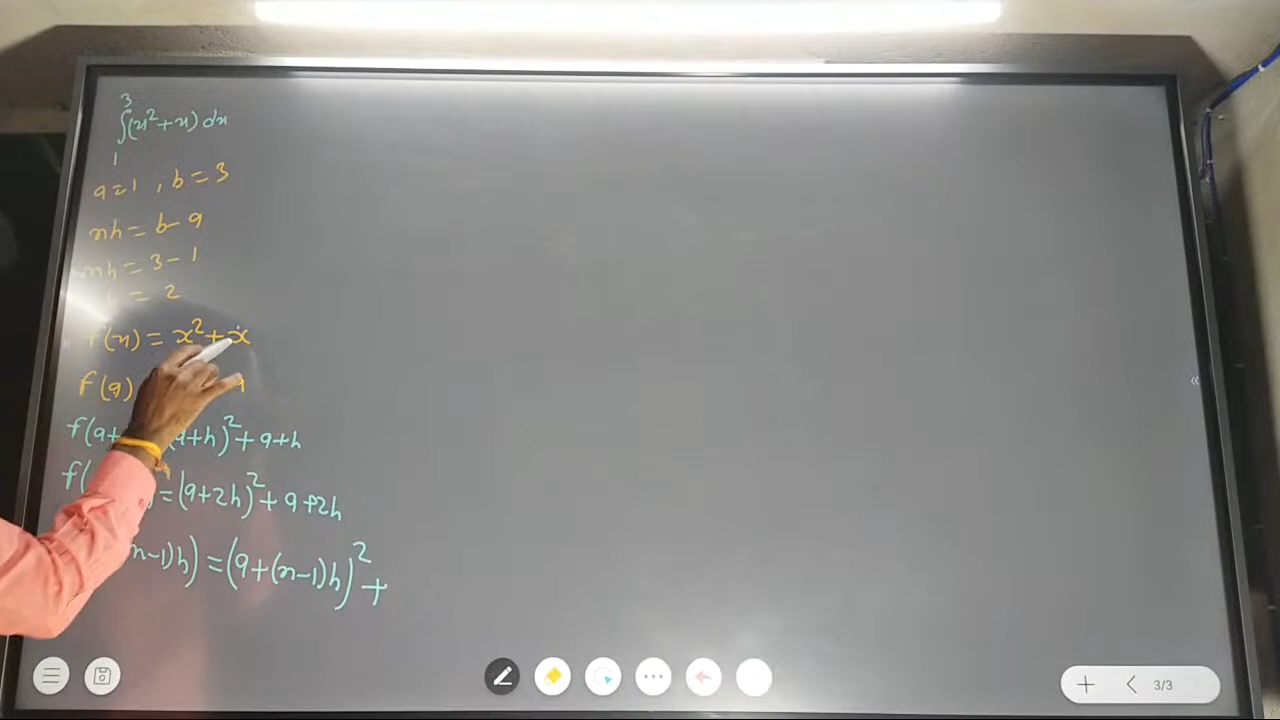 ∫₁³(x²+x) dx
a=1 , b=3
nh = b-a
nh = 3-1
= 2
f(x) = x²+x
f(a) a
f(a+ (a+h)²+a+h
f( =(a+2h)²+a+2h
n-1)h) =(a+(n-1)h)²+
3/3